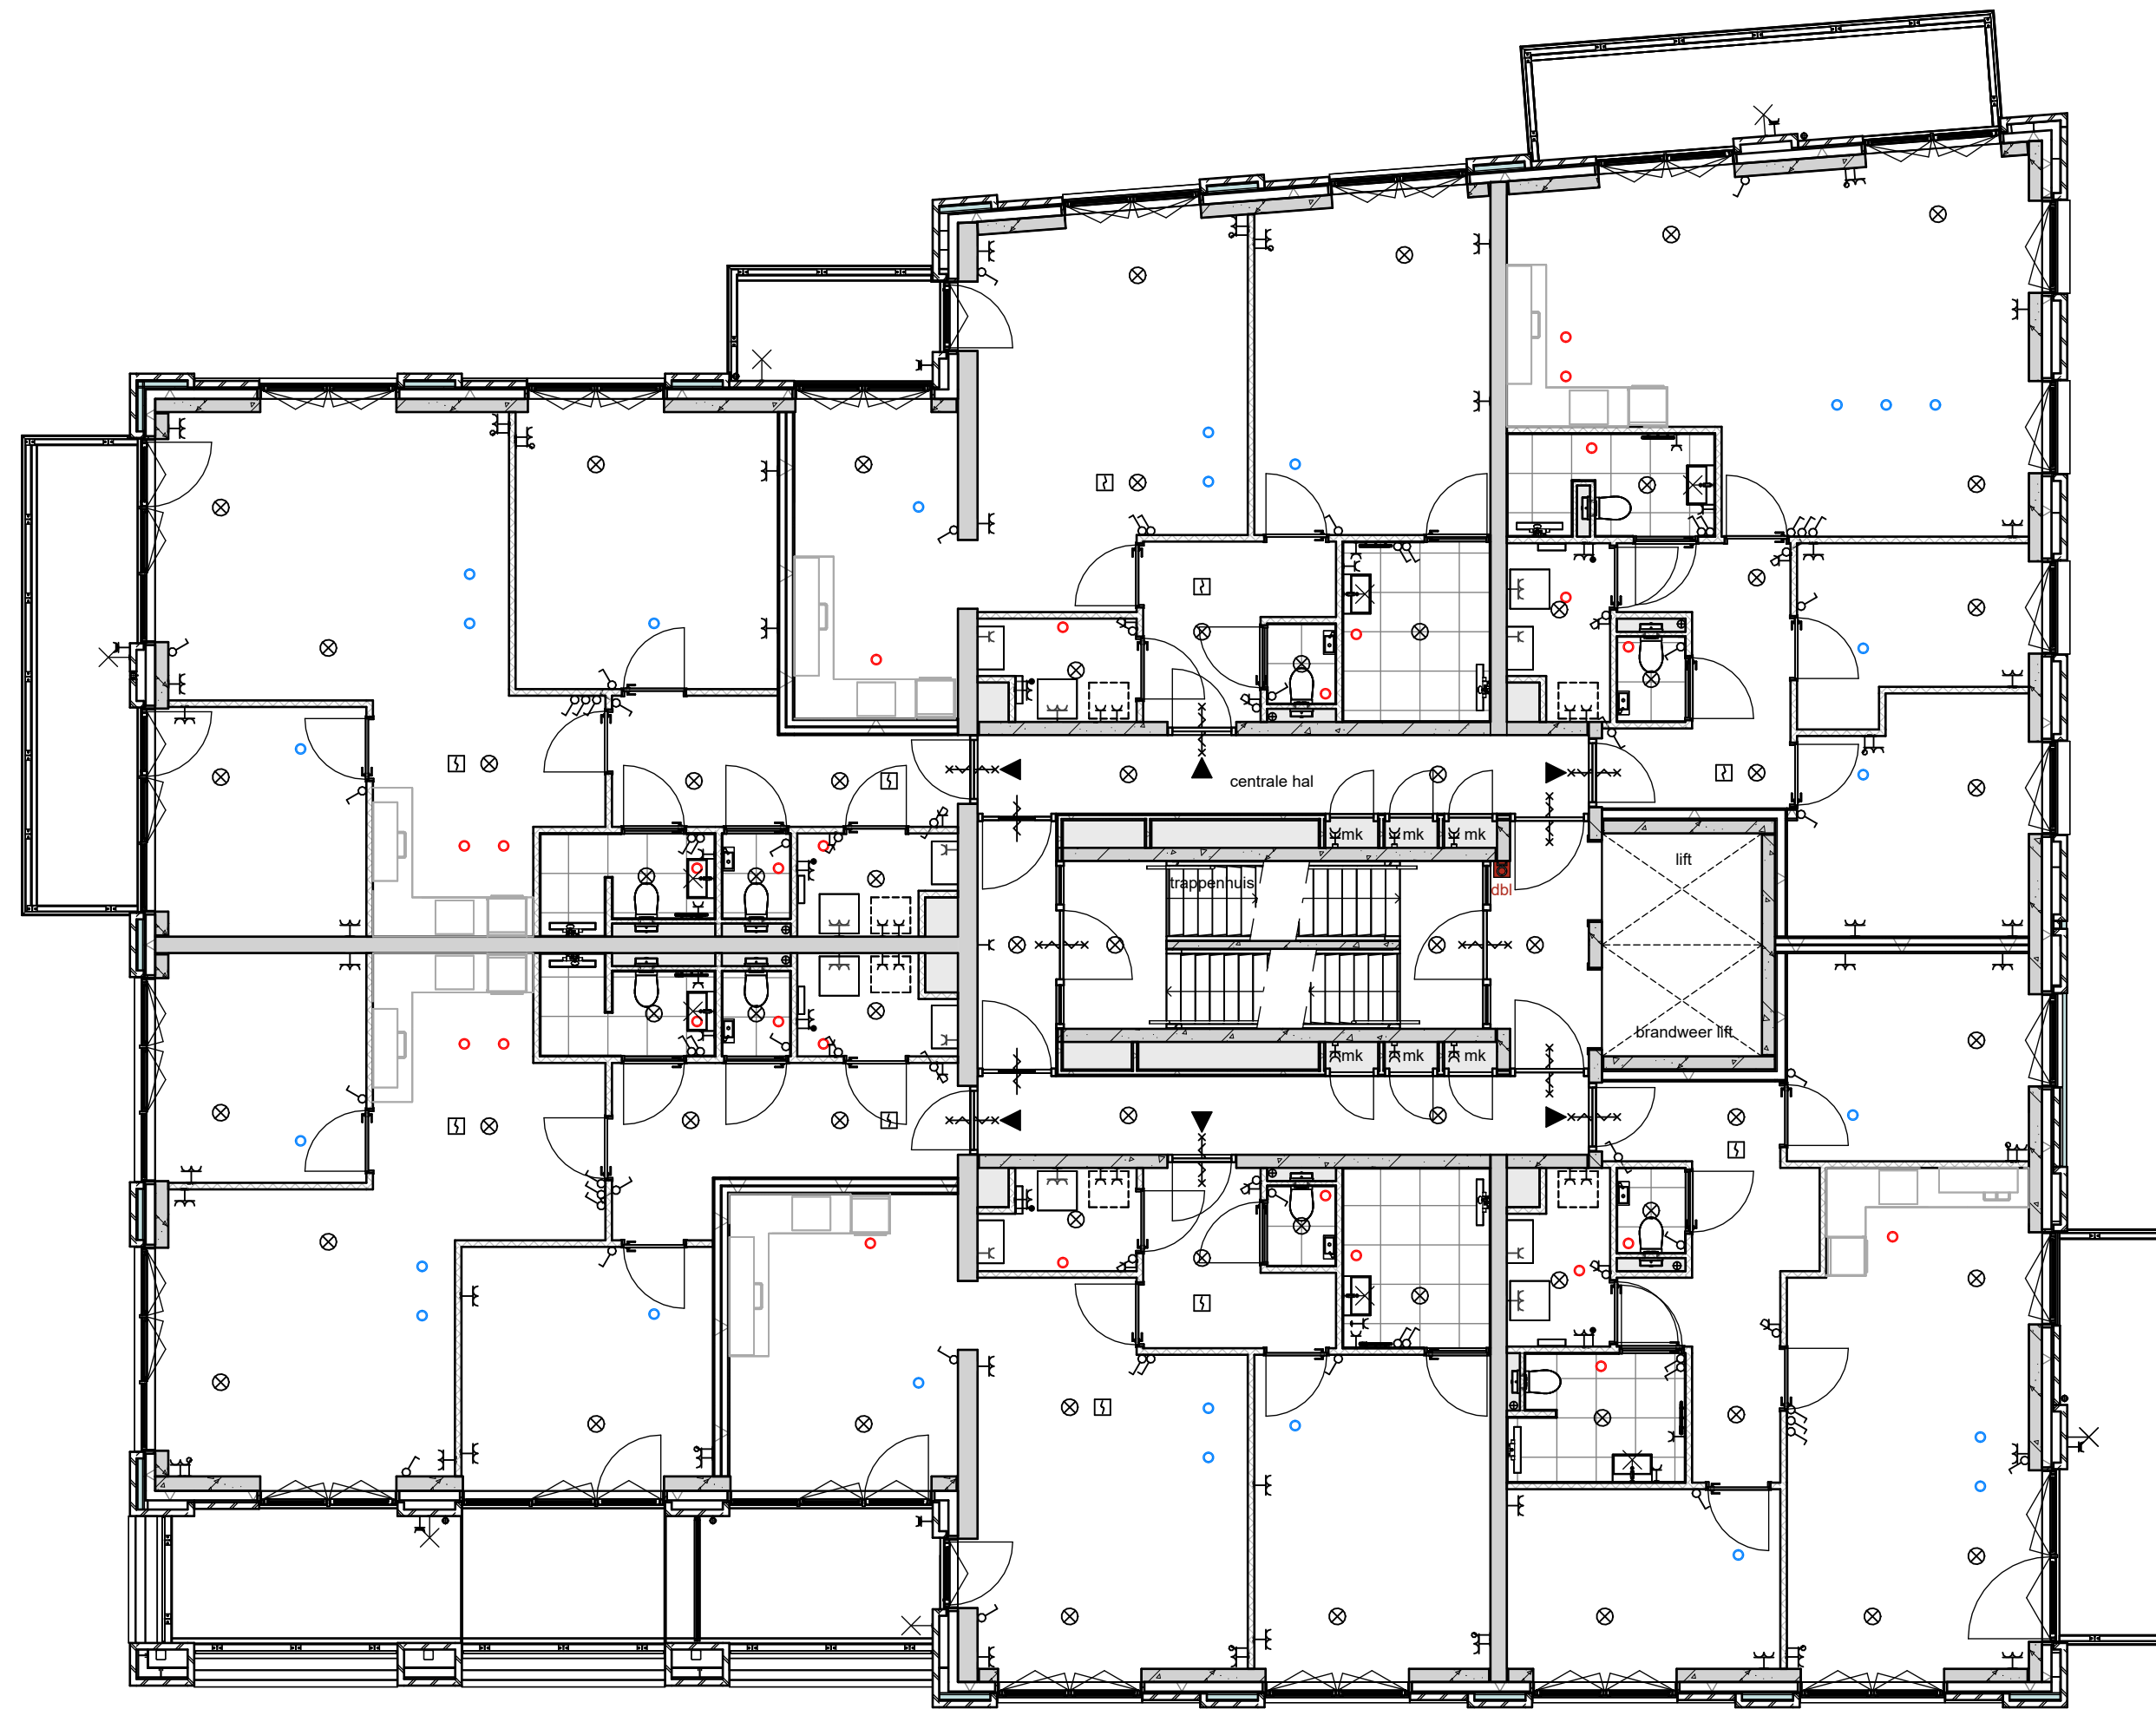 centrale hal
mk
mk
mk
lift
trappenhuis
dbl
brandweer lift
mk
mk
mk